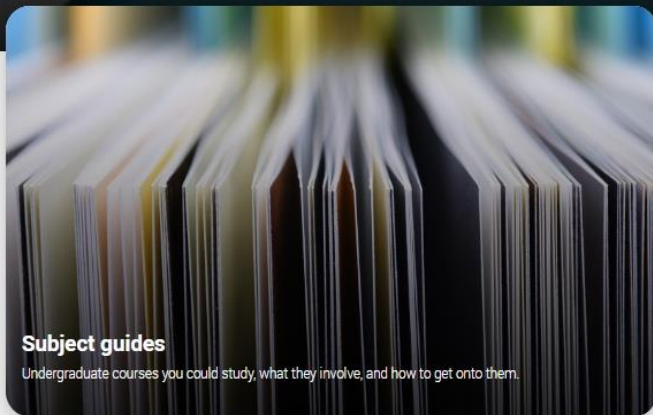 Subject guides
Undergraduate courses you could study, what they involve, and how to get onto them.